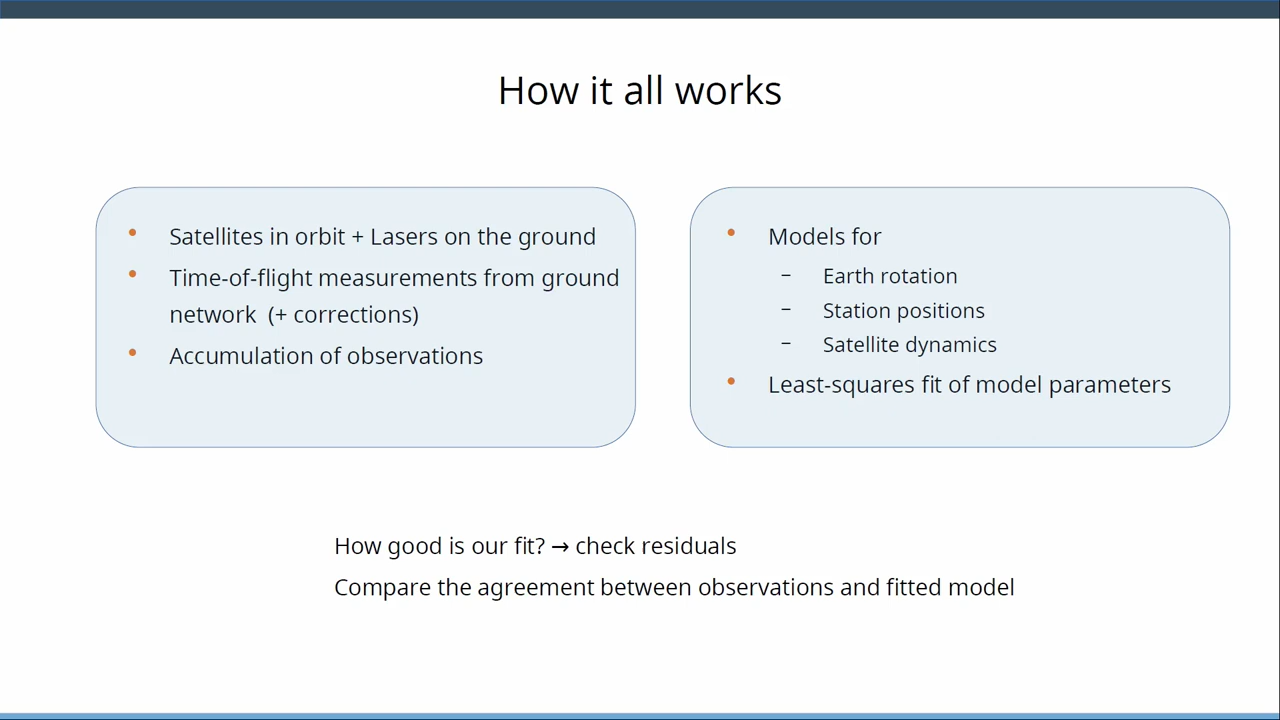 How it all works
• Satellites in orbit + Lasers on the ground
• Time-of-flight measurements from ground
network (+ corrections)
• Accumulation of observations
• Models for
– Earth rotation
– Station positions
– Satellite dynamics
• Least-squares fit of model parameters
How good is our fit? → check residuals
Compare the agreement between observations and fitted model